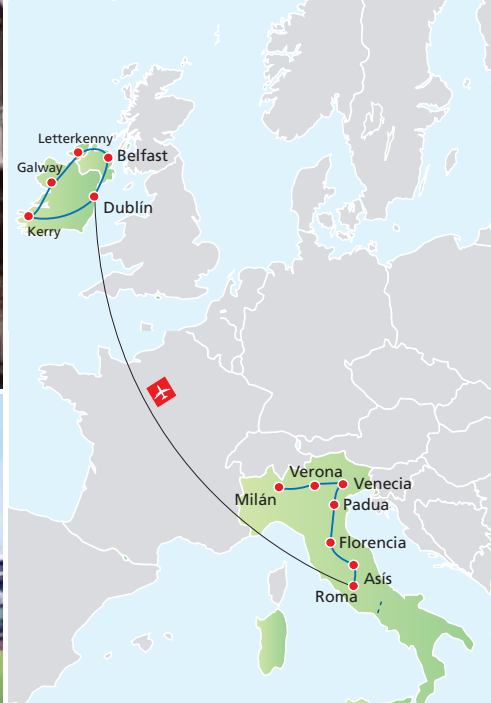 Letterkenny
Belfast
Galway
Dublín
Kerry
Verona
Venecia
Milán
Padua
Florencia
Asís
Roma